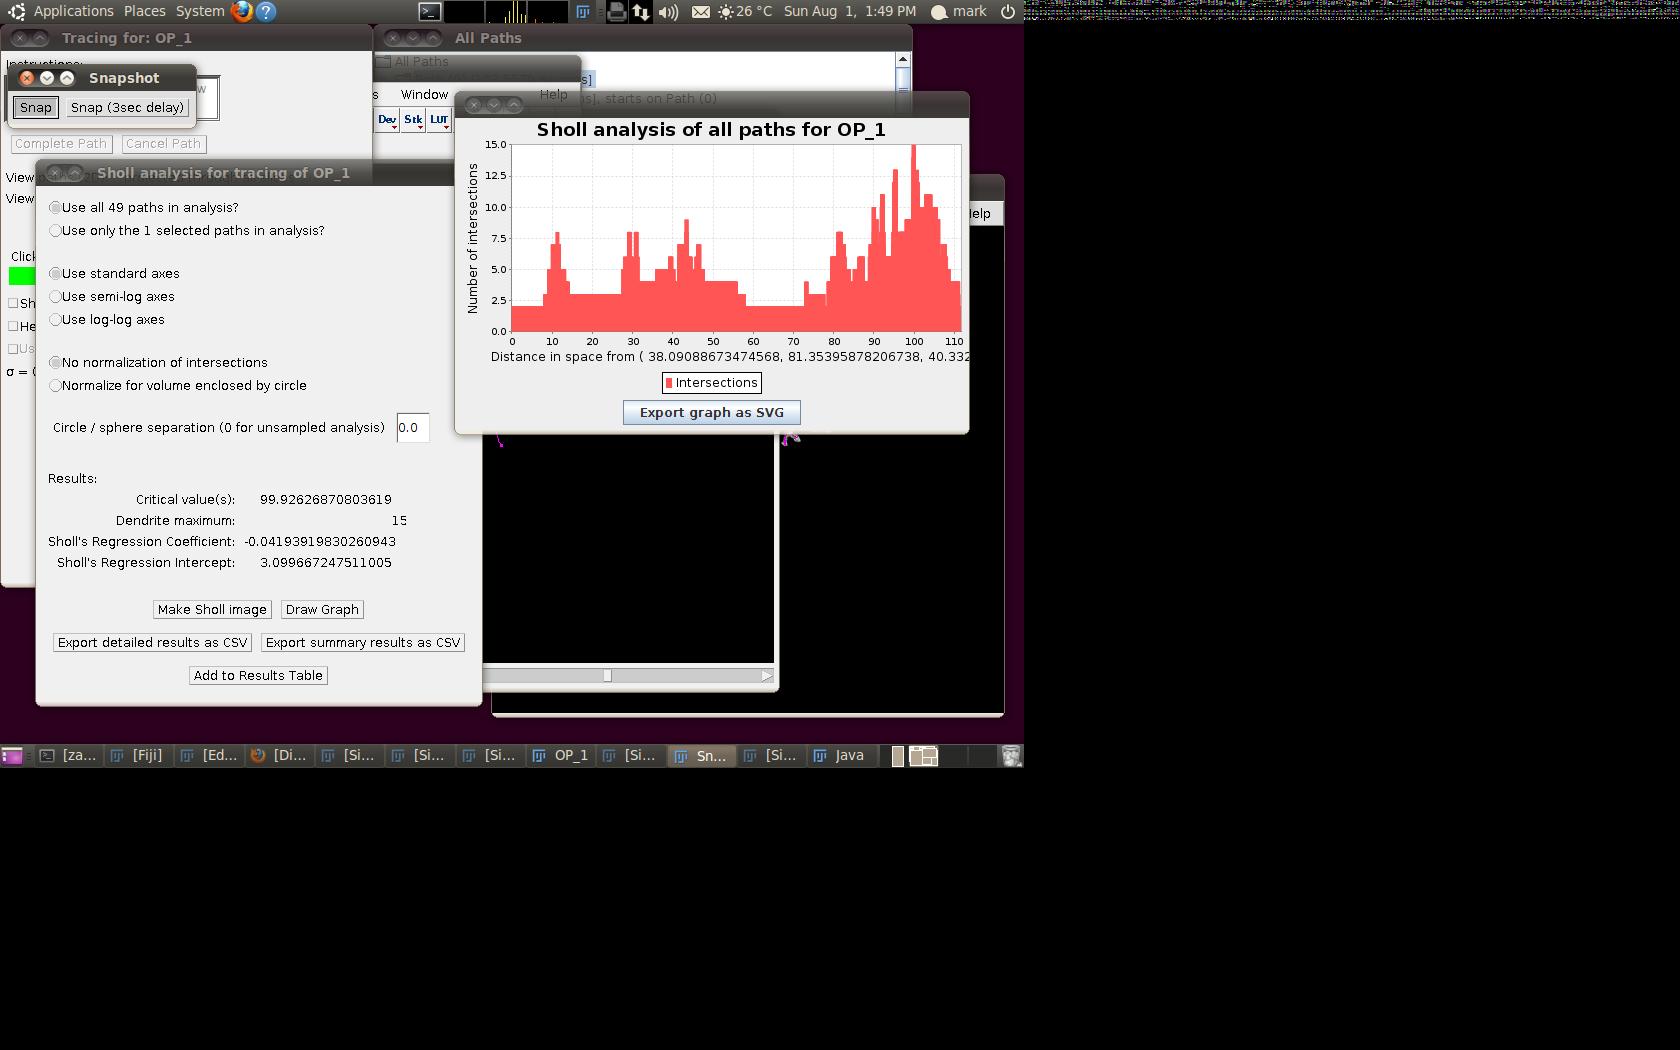 Applications Places System 26 °C Sun Aug 1, 1:49 PM mark
Tracing for: OP_1
All Paths
Instructions:
All Paths
Snapshot
Snap Snap (3sec delay)
s]
s Window Help
s], starts on Path (0)
Dev Stk LUT
Complete Path Cancel Path
View
View
Click
Sh
He
Us
σ = (
Sholl analysis for tracing of OP_1
Use all 49 paths in analysis?
Use only the 1 selected paths in analysis?
Use standard axes
Use semi-log axes
Use log-log axes
No normalization of intersections
Normalize for volume enclosed by circle
Circle / sphere separation (0 for unsampled analysis) 0.0
Results:
Critical value(s): 99.92626870803619
Dendrite maximum: 15
Sholl's Regression Coefficient: -0.04193919830260943
Sholl's Regression Intercept: 3.099667247511005
Make Sholl image Draw Graph
Export detailed results as CSV Export summary results as CSV
Add to Results Table
Sholl analysis of all paths for OP_1
Number of intersections
15.0
12.5
10.0
7.5
5.0
2.5
0.0
0 10 20 30 40 50 60 70 80 90 100 110
Distance in space from ( 38.09088673474568, 81.35395878206738, 40.332
Intersections
Export graph as SVG
Help
[za... [Fiji] [Ed... [Di... [Si... [Si... [Si... OP_1 [Si... Sn... [Si... Java